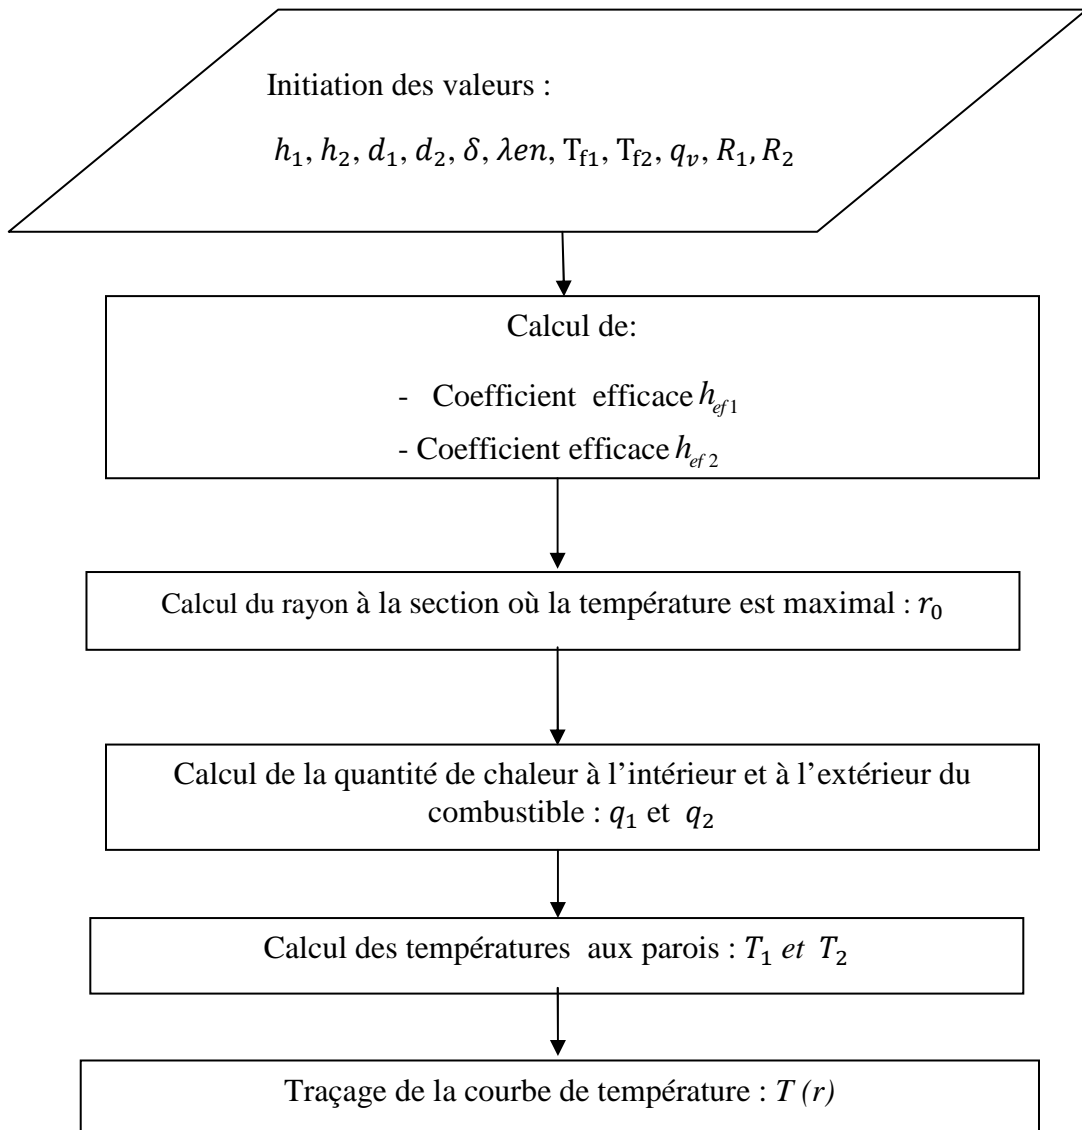 Initiation des valeurs :
h₁, h₂, d₁, d₂, δ, λen, T_f1, T_f2, q_v, R₁, R₂
Calcul de:
- Coefficient efficace h_ef1
- Coefficient efficace h_ef2
Calcul du rayon à la section où la température est maximal : r₀
Calcul de la quantité de chaleur à l’intérieur et à l’extérieur du
combustible : q₁ et q₂
Calcul des températures aux parois : T₁ et T₂
Traçage de la courbe de température : T (r)